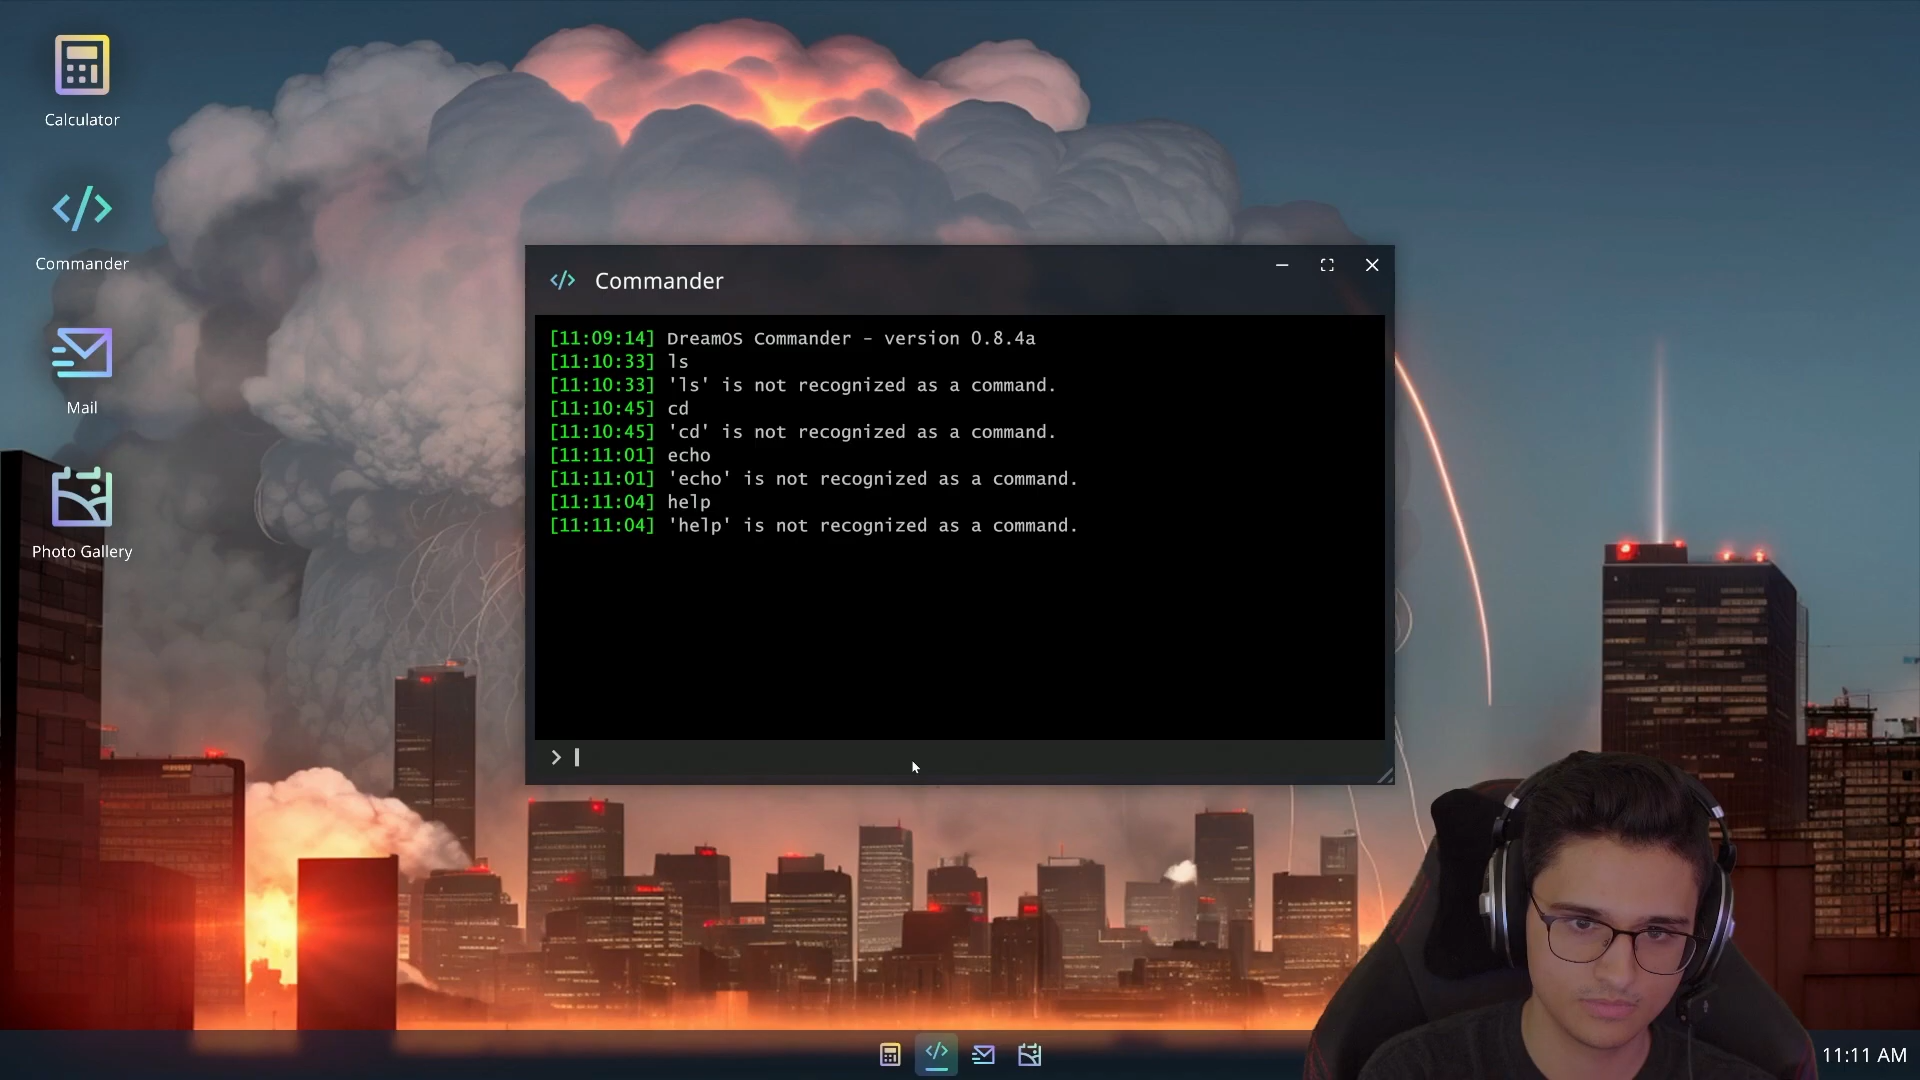 Calculator
Commander
Mail
Photo Gallery
Commander
[11:09:14] DreamOS Commander - version 0.8.4a
[11:10:33] ls
[11:10:33] 'ls' is not recognized as a command.
[11:10:45] cd
[11:10:45] 'cd' is not recognized as a command.
[11:11:01] echo
[11:11:01] 'echo' is not recognized as a command.
[11:11:04] help
[11:11:04] 'help' is not recognized as a command.
>
11:11 AM